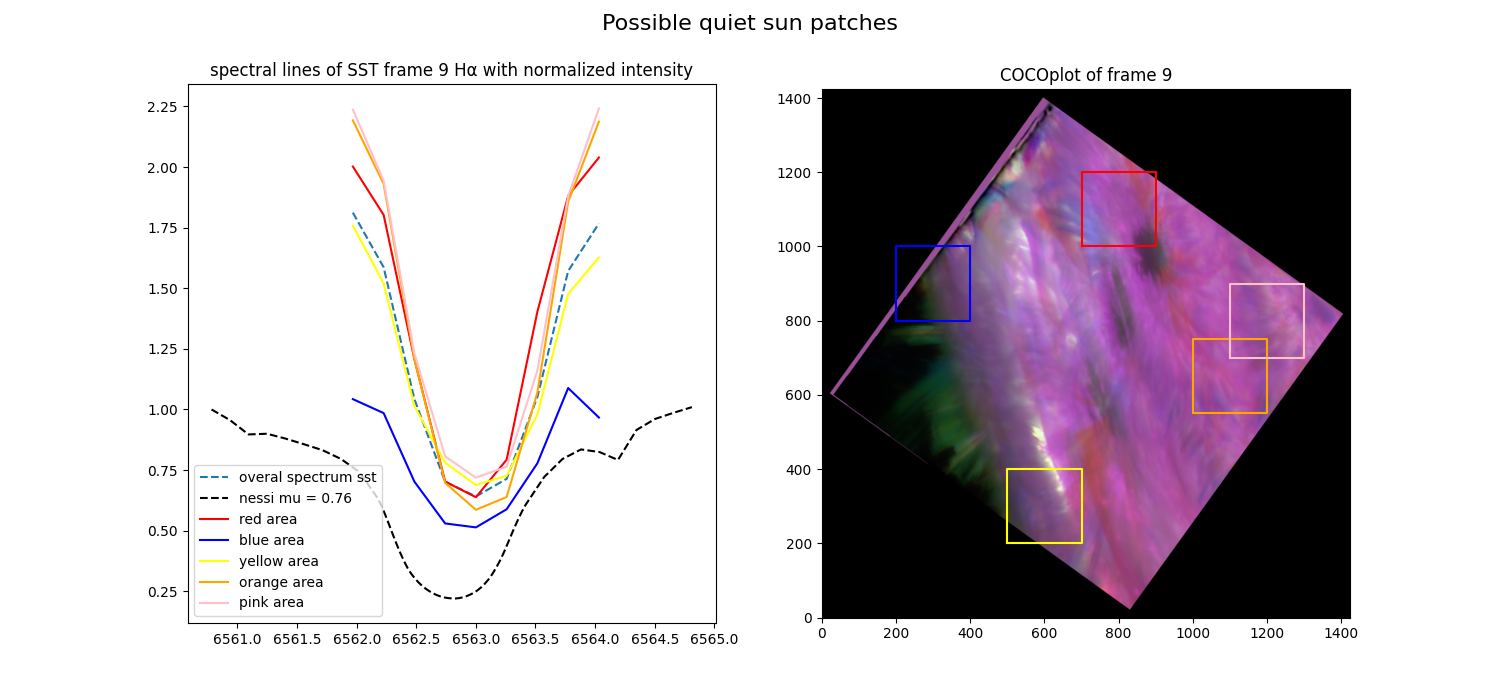 Possible quiet sun patches
spectral lines of SST frame 9 Hα with normalized intensity
2.25
2.00
1.75
1.50
1.25
1.00
0.75
0.50
0.25
overal spectrum sst
nessi mu = 0.76
red area
blue area
yellow area
orange area
pink area
6561.0 6561.5 6562.0 6562.5 6563.0 6563.5 6564.0 6564.5 6565.0
COCOplot of frame 9
1400
1200
1000
800
600
400
200
0
0 200 400 600 800 1000 1200 1400